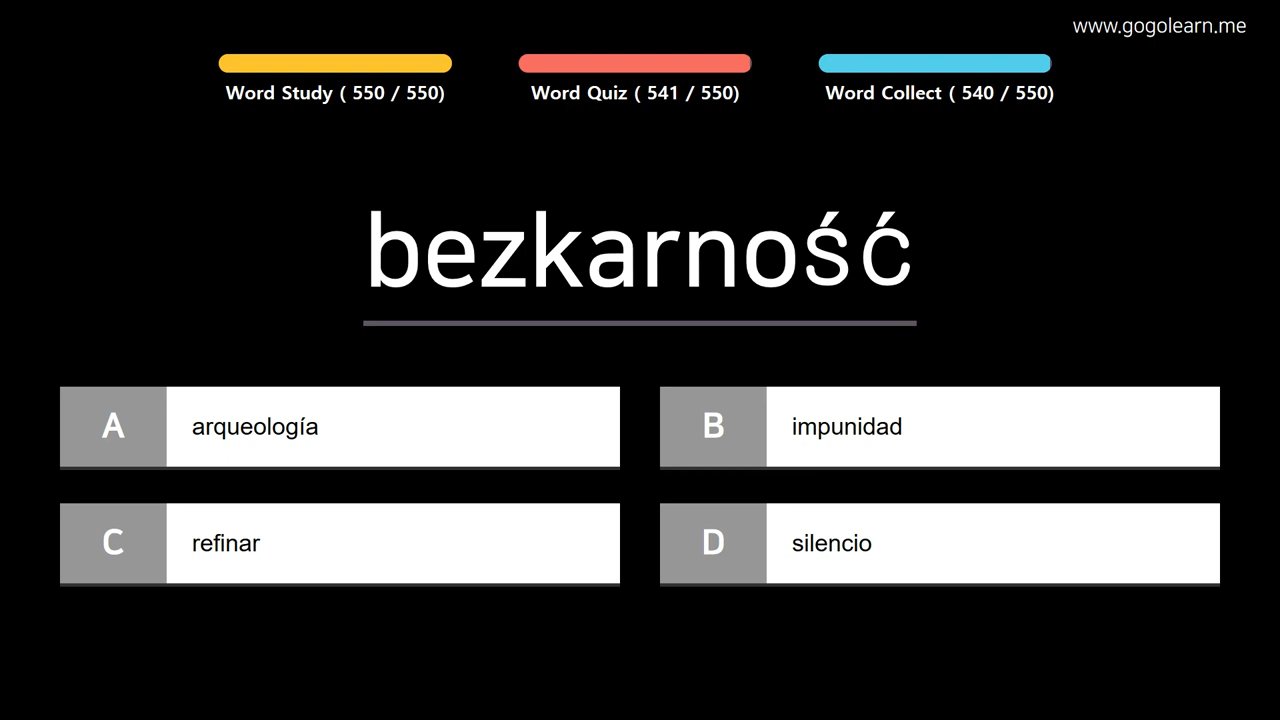 www.gogolearn.me
Word Study ( 550 / 550)
Word Quiz ( 541 / 550)
Word Collect ( 540 / 550)
bezkarność
A
arqueología
B
impunidad
C
refinar
D
silencio